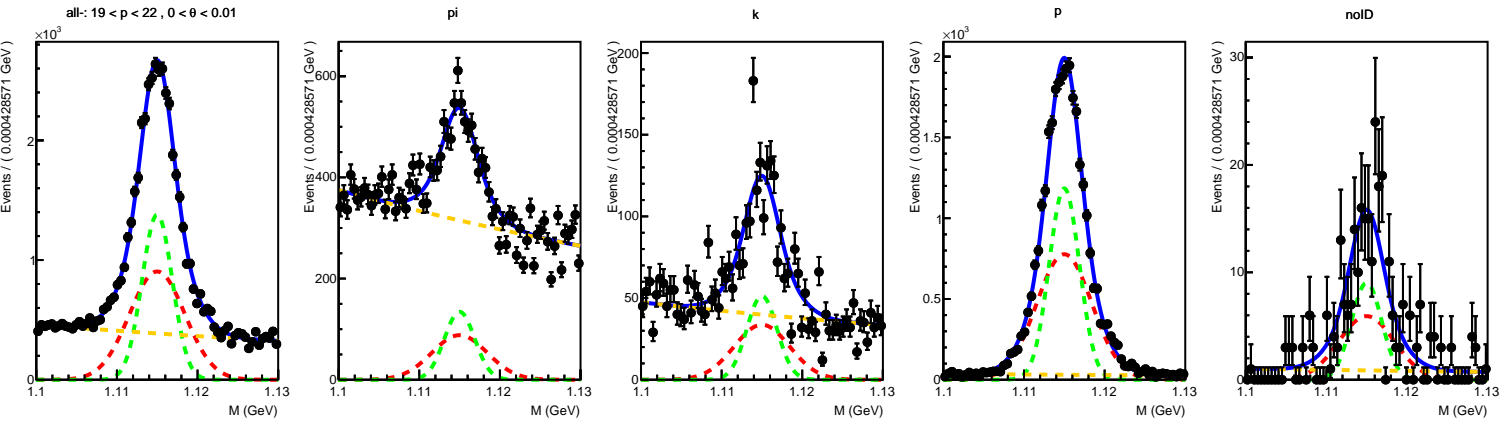 all-: 19 < p < 22 , 0 < θ < 0.01
×10³
Events / ( 0.000428571 GeV )
2
1
0
1.1
1.11
1.12
1.13
M (GeV)
pi
Events / ( 0.000428571 GeV )
600
400
200
0
1.1
1.11
1.12
1.13
M (GeV)
k
Events / ( 0.000428571 GeV )
200
150
100
50
0
1.1
1.11
1.12
1.13
M (GeV)
p
×10³
Events / ( 0.000428571 GeV )
2
1.5
1
0.5
0
1.1
1.11
1.12
1.13
M (GeV)
noID
Events / ( 0.000428571 GeV )
30
20
10
0
1.1
1.11
1.12
1.13
M (GeV)